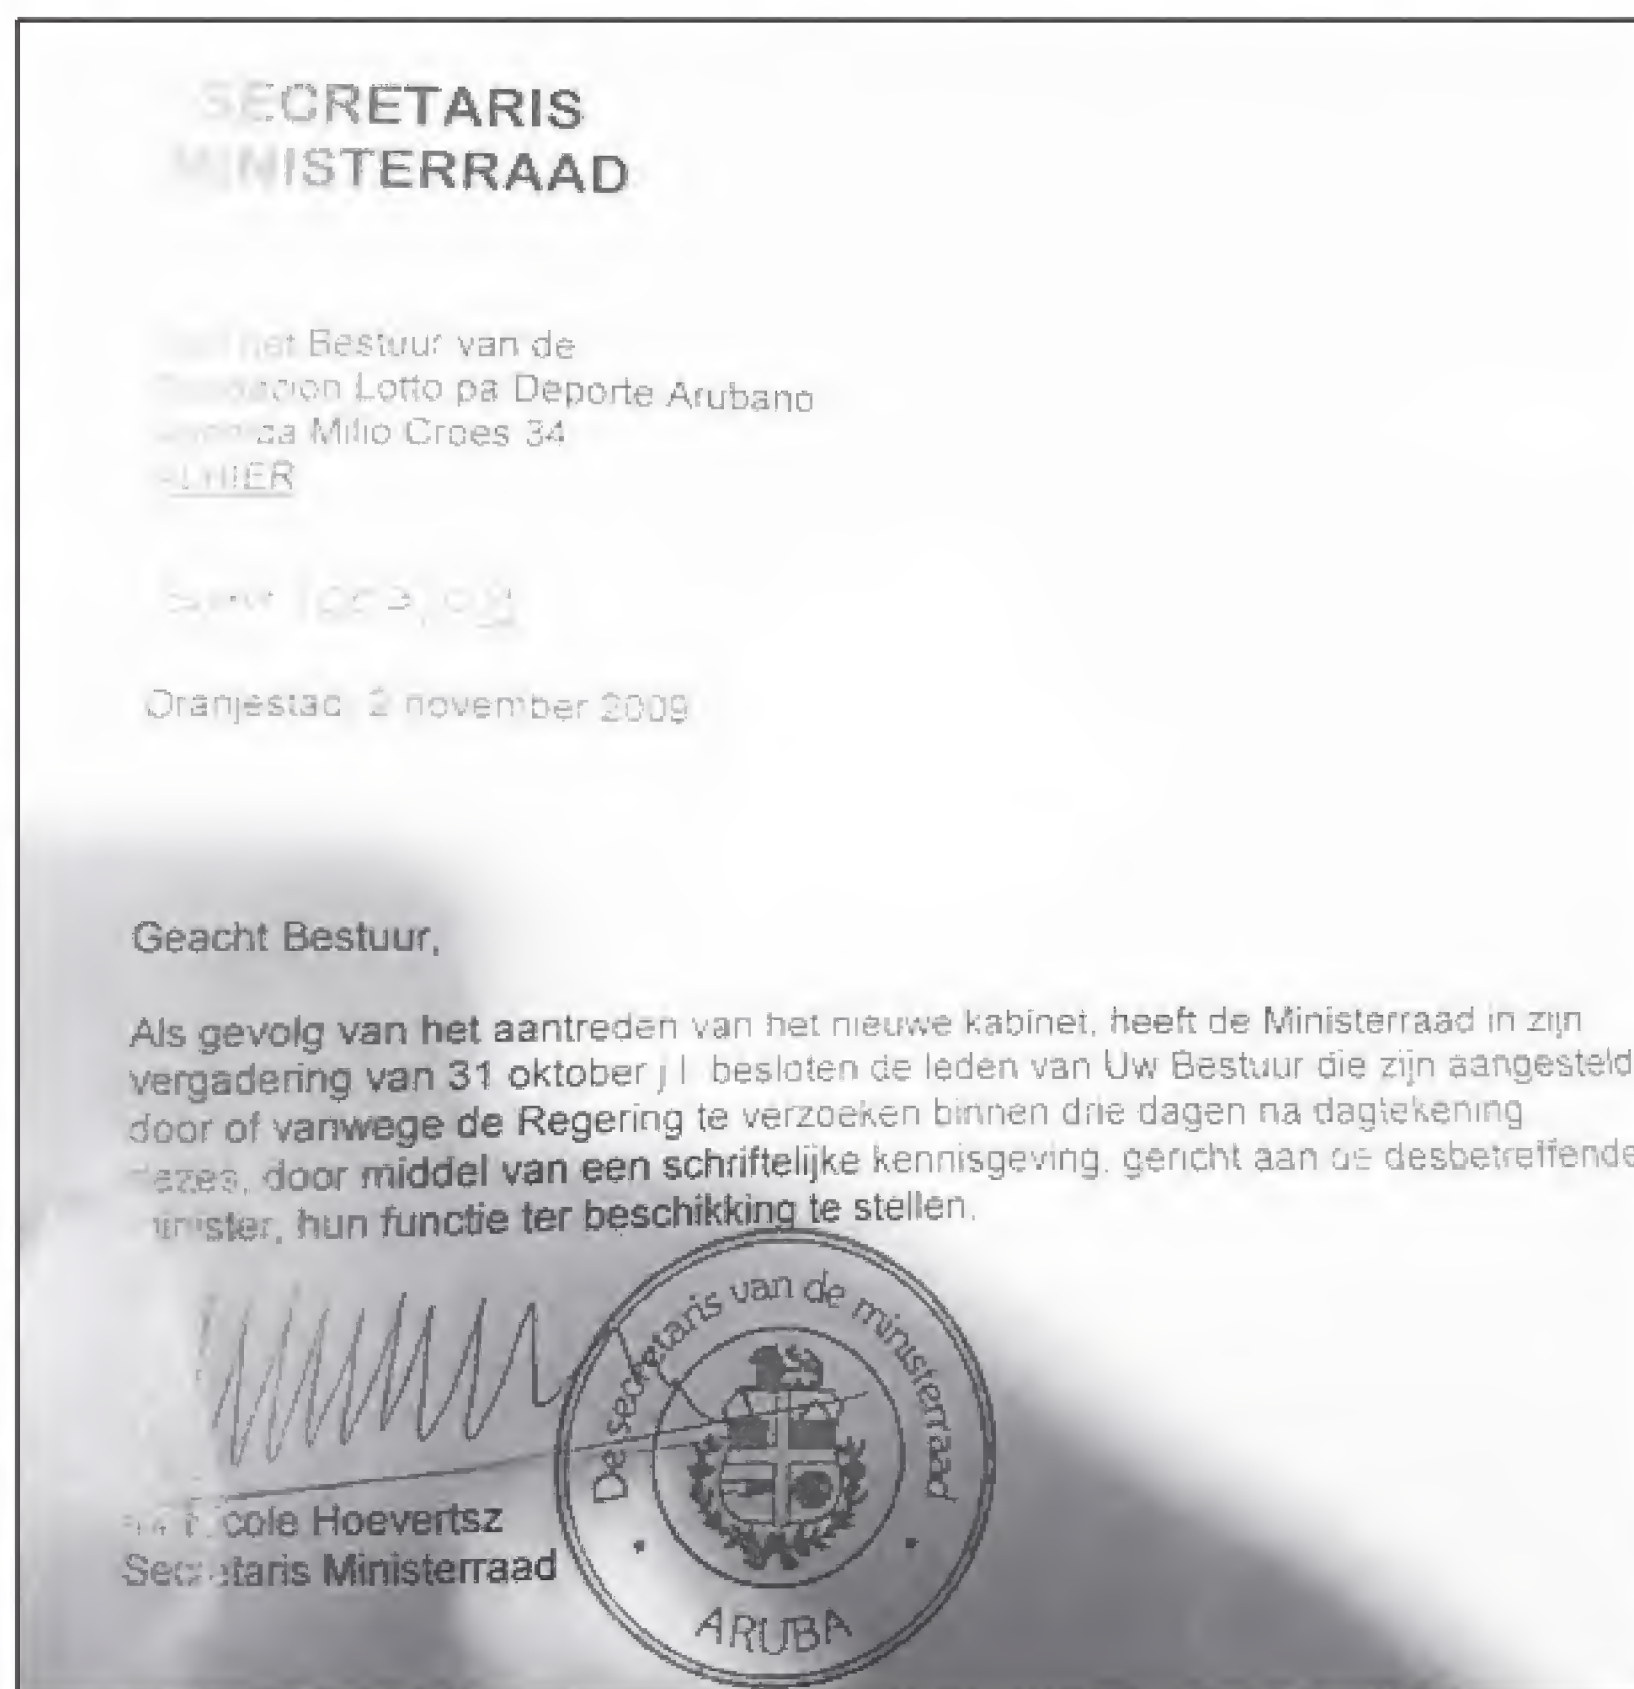 SECRETARIS
MINISTERRAAD
het Bestuur van de
Lotto pa Deporte Arubano
Milio Croes 34
ALHIER
Oranjestad, 2 november 2009
Geacht Bestuur,
Als gevolg van het aantreden van het nieuwe kabinet, heeft de Ministerraad in zijn
vergadering van 31 oktober j.l. besloten de leden van Uw Bestuur die zijn aangesteld
door of vanwege de Regering te verzoeken binnen drie dagen na dagtekening
dezes, door middel van een schriftelijke kennisgeving, gericht aan de desbetreffende
minister, hun functie ter beschikking te stellen.
De secretaris van de ministerraad
Hoevertsz
Secretaris Ministerraad
ARUBA